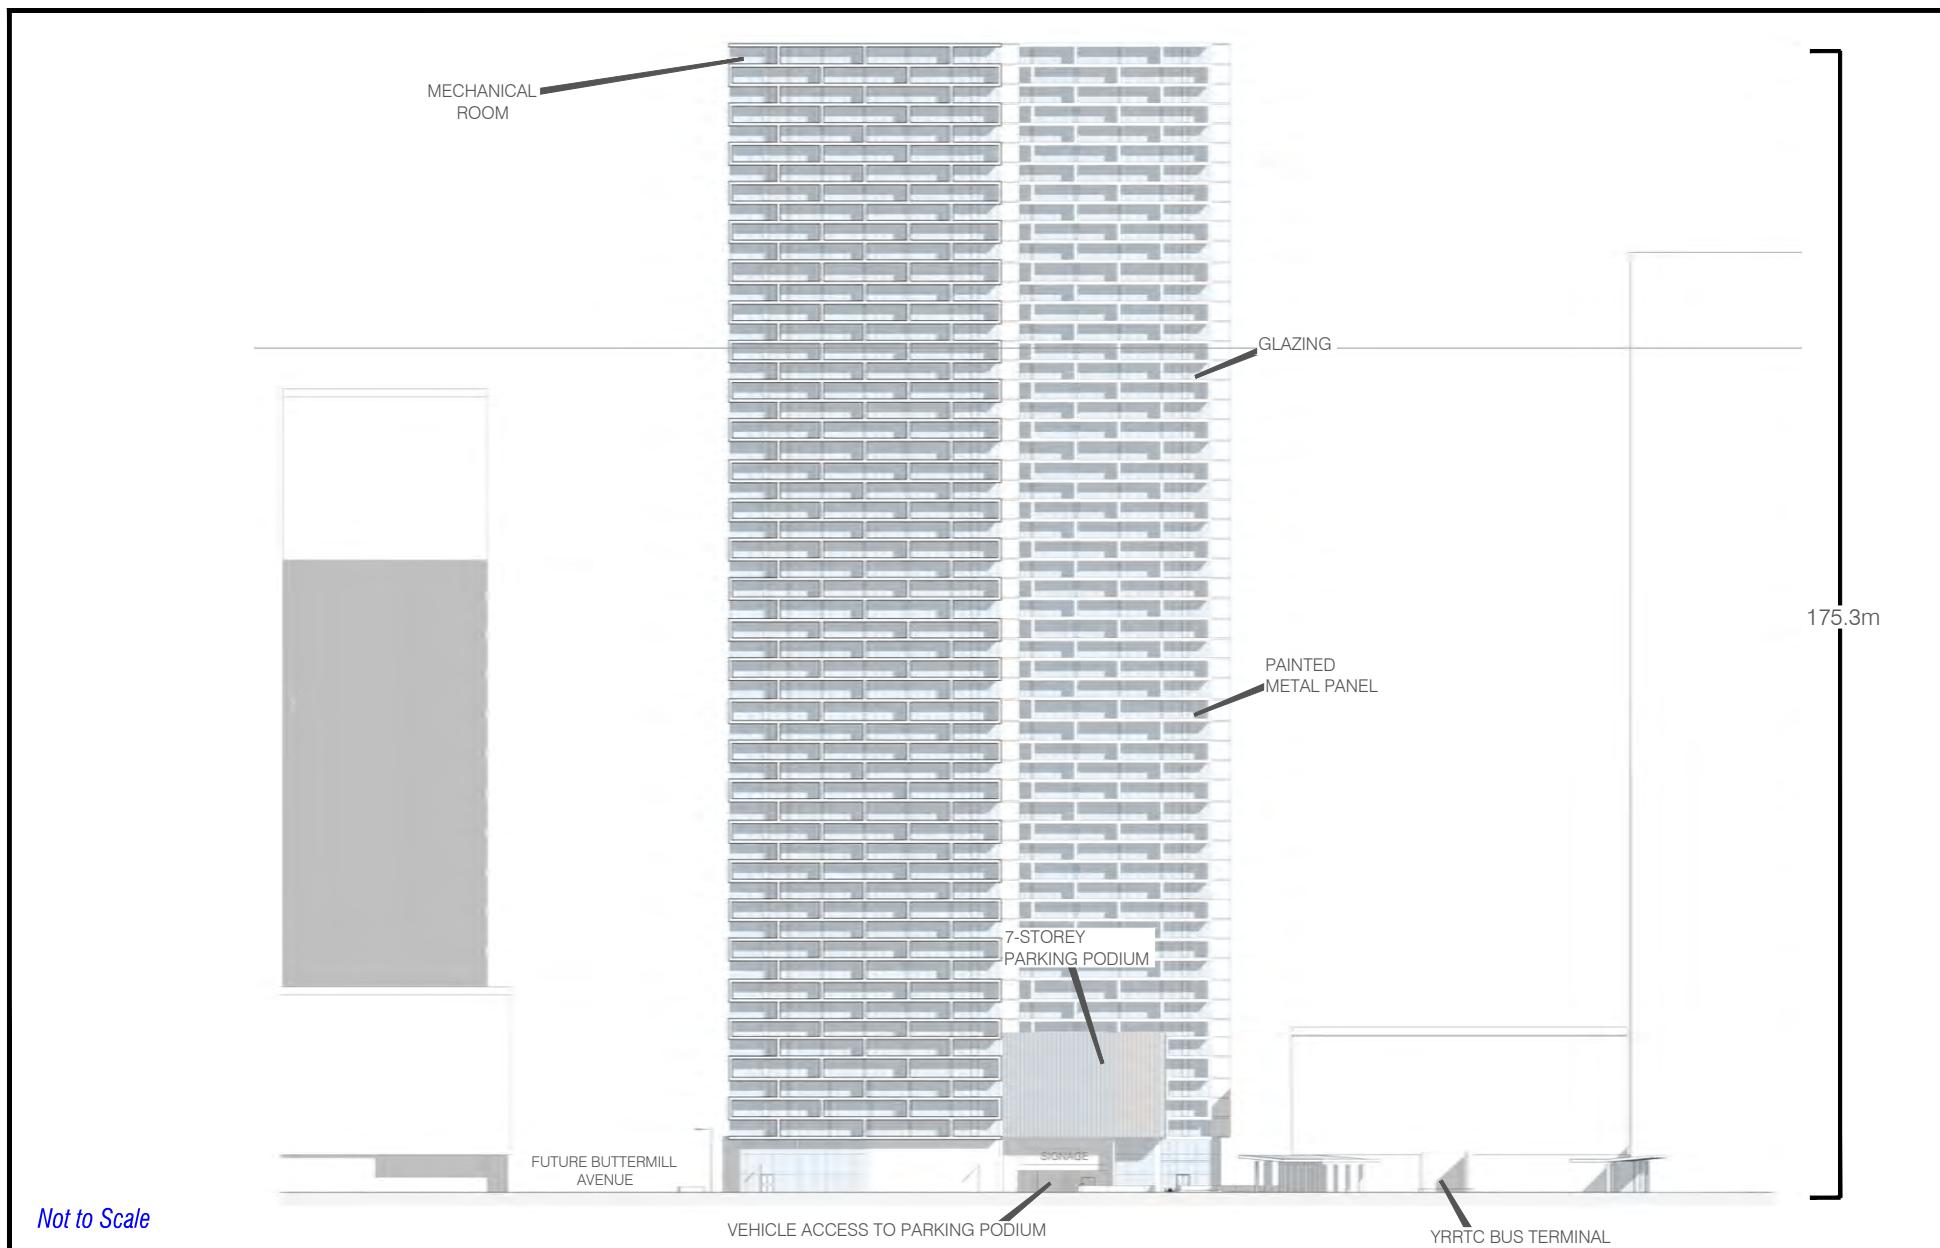 MECHANICAL
ROOM
GLAZING
175.3m
PAINTED
METAL PANEL
7-STOREY
PARKING PODIUM
SIGNAGE
FUTURE BUTTERMILL
AVENUE
Not to Scale
VEHICLE ACCESS TO PARKING PODIUM
YRRTC BUS TERMINAL